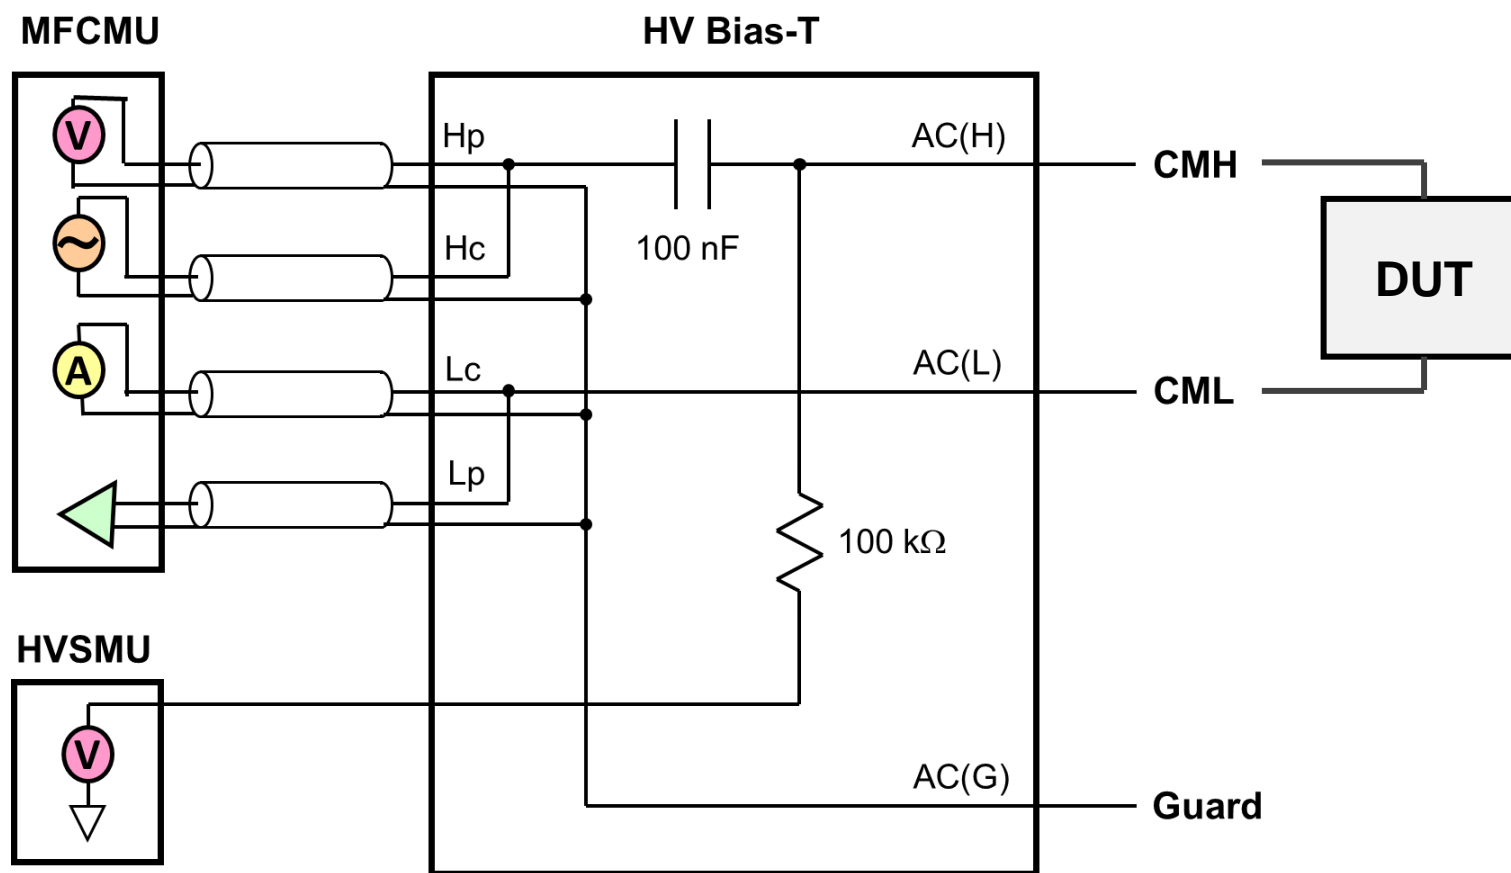 MFCMU
HV Bias-T
V
Hp
AC(H)
CMH
Hc
100 nF
DUT
A
Lc
AC(L)
CML
Lp
100 kΩ
HVSMU
V
AC(G)
Guard